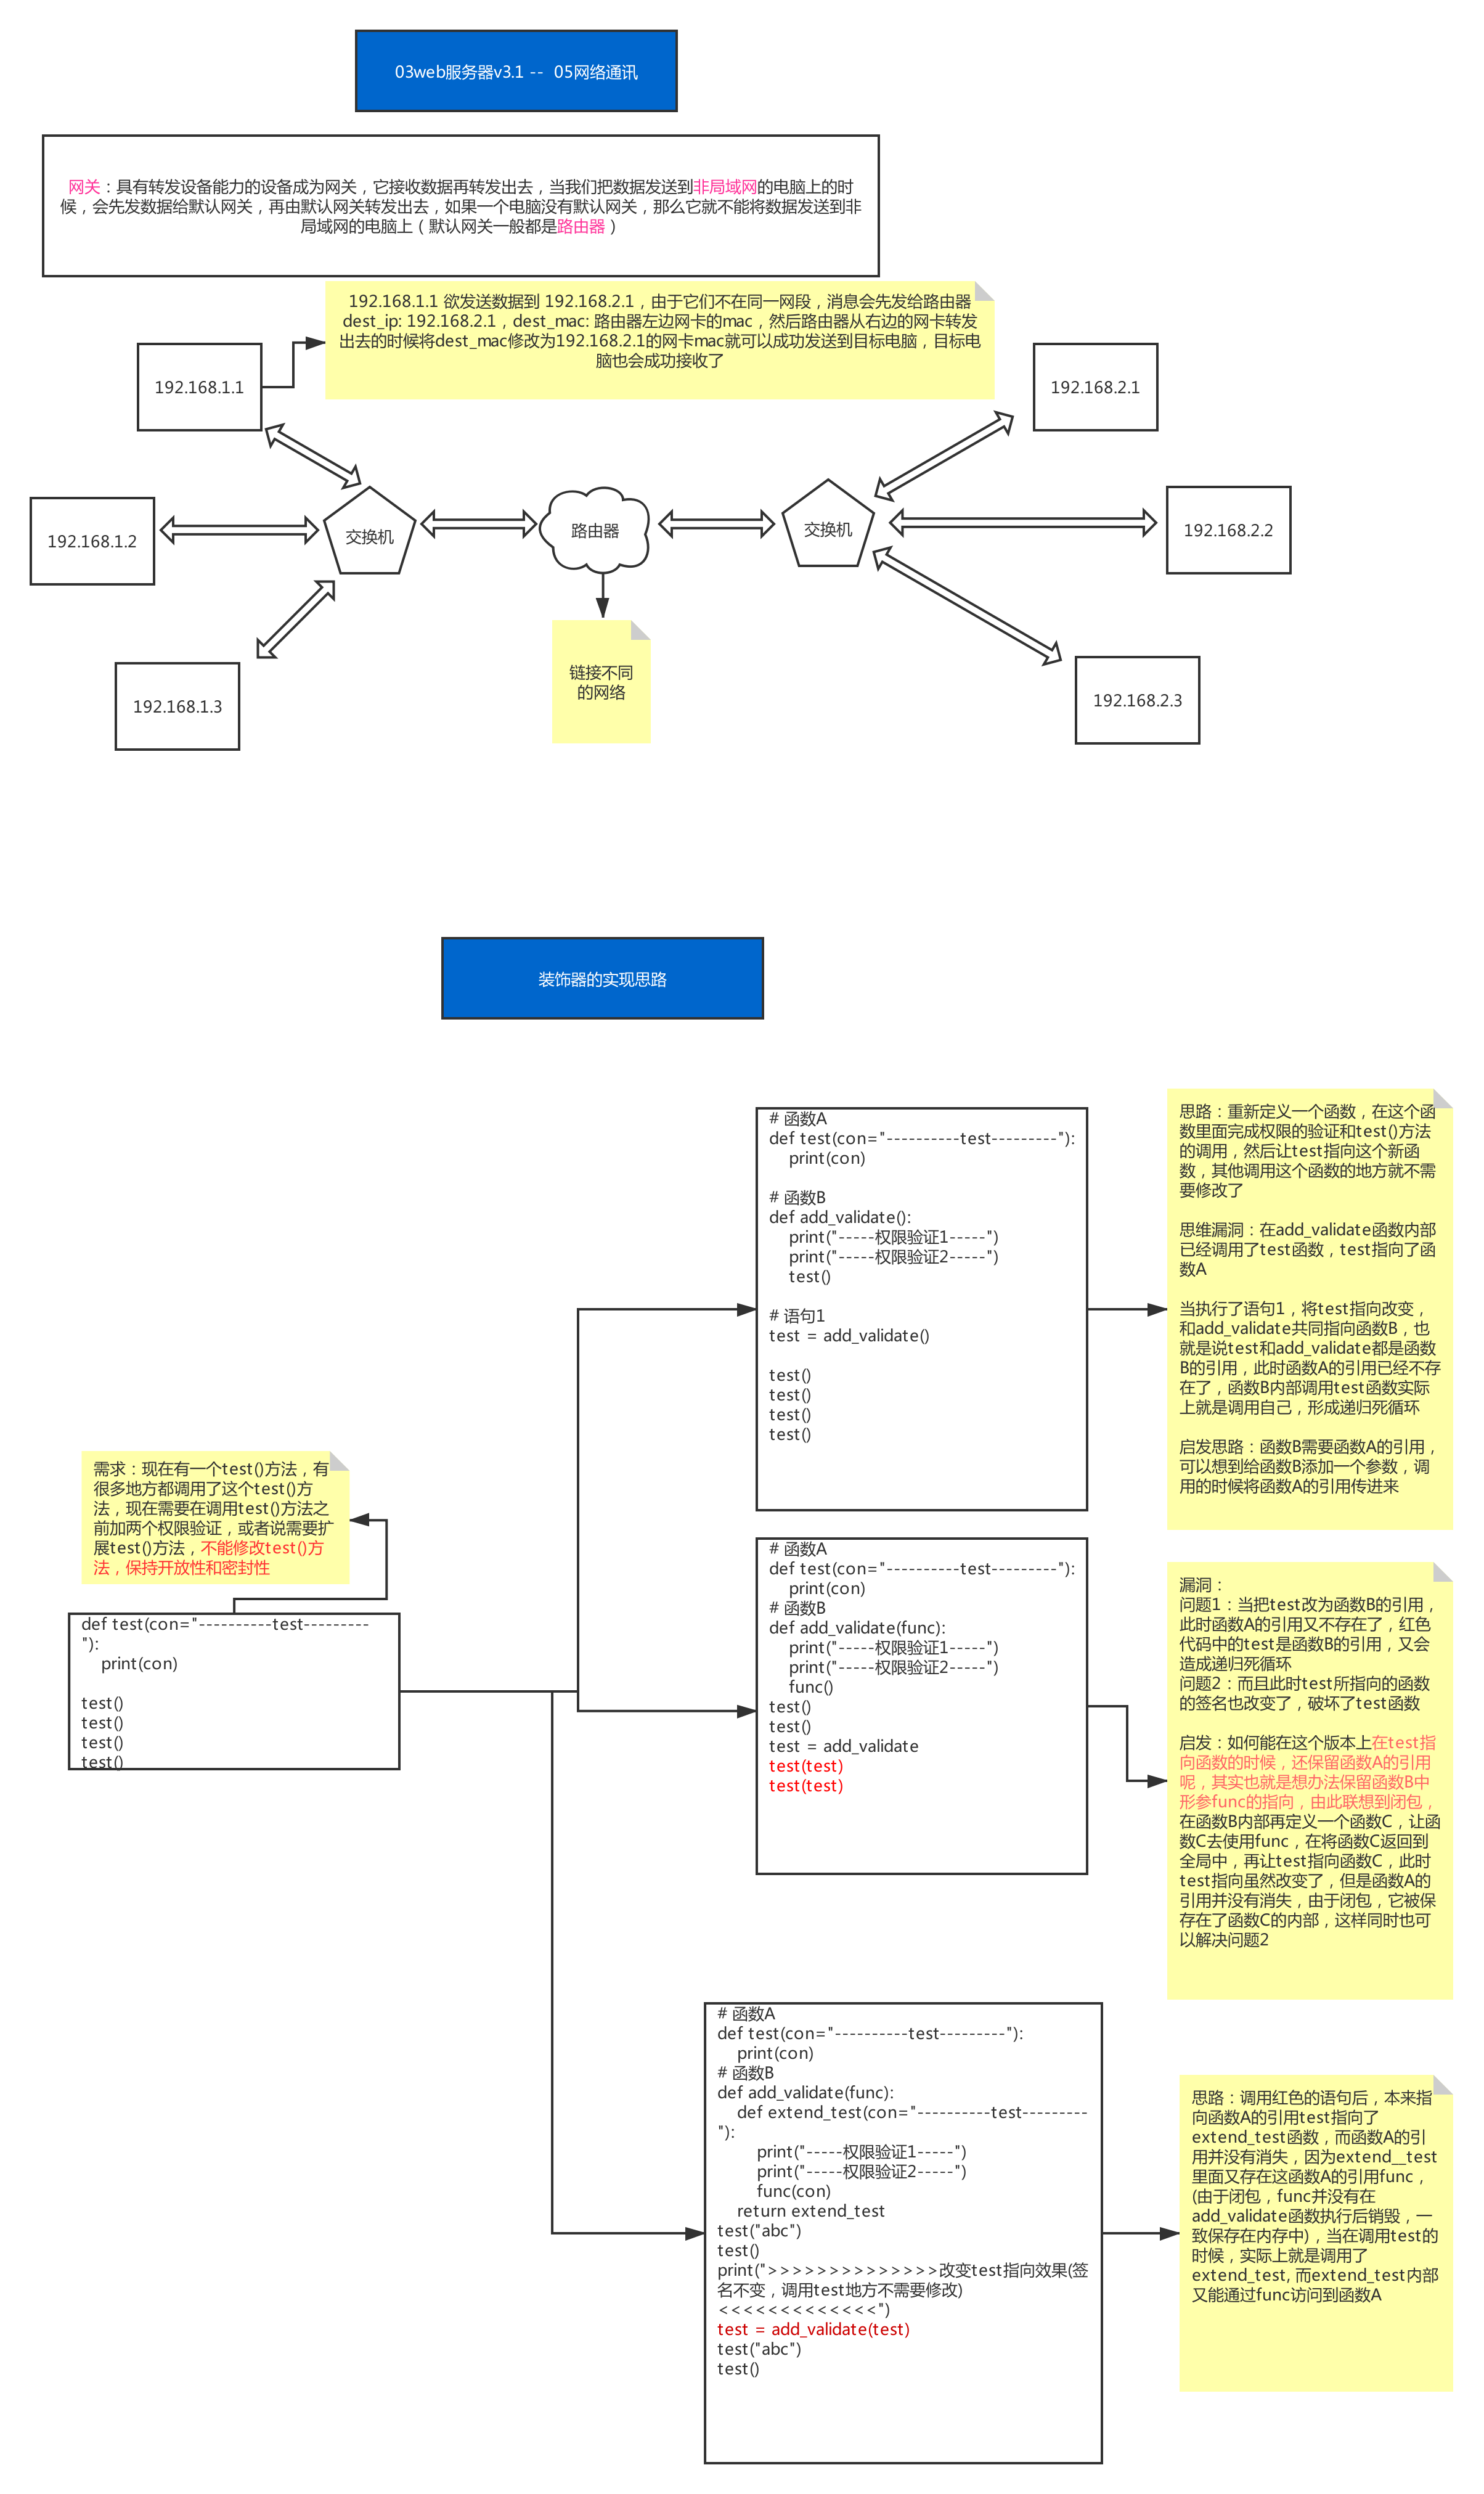 03web服务器v3.1 --  05网络通讯
网关：具有转发设备能力的设备成为网关，它接收数据再转发出去，当我们把数据发送到非局域网的电脑上的时
候，会先发数据给默认网关，再由默认网关转发出去，如果一个电脑没有默认网关，那么它就不能将数据发送到非
局域网的电脑上（默认网关一般都是路由器）
192.168.1.1 欲发送数据到 192.168.2.1，由于它们不在同一网段，消息会先发给路由器
dest_ip: 192.168.2.1，dest_mac: 路由器左边网卡的mac，然后路由器从右边的网卡转发
出去的时候将dest_mac修改为192.168.2.1的网卡mac就可以成功发送到目标电脑，目标电
脑也会成功接收了
192.168.1.1
192.168.2.1
192.168.1.2
交换机
路由器
交换机
192.168.2.2
链接不同
的网络
192.168.1.3
192.168.2.3
装饰器的实现思路
需求：现在有一个test()方法，有
很多地方都调用了这个test()方
法，现在需要在调用test()方法之
前加两个权限验证，或者说需要扩
展test()方法，不能修改test()方
法，保持开放性和密封性
def test(con="----------test---------
"):
    print(con)
test()
test()
test()
test()
# 函数A
def test(con="----------test---------"):
    print(con)
# 函数B
def add_validate():
    print("-----权限验证1-----")
    print("-----权限验证2-----")
    test()
# 语句1
test = add_validate()
test()
test()
test()
test()
思路：重新定义一个函数，在这个函
数里面完成权限的验证和test()方法
的调用，然后让test指向这个新函
数，其他调用这个函数的地方就不需
要修改了
思维漏洞：在add_validate函数内部
已经调用了test函数，test指向了函
数A
当执行了语句1，将test指向改变，
和add_validate共同指向函数B，也
就是说test和add_validate都是函数
B的引用，此时函数A的引用已经不存
在了，函数B内部调用test函数实际
上就是调用自己，形成递归死循环
启发思路：函数B需要函数A的引用，
可以想到给函数B添加一个参数，调
用的时候将函数A的引用传进来
# 函数A
def test(con="----------test---------"):
    print(con)
# 函数B
def add_validate(func):
    print("-----权限验证1-----")
    print("-----权限验证2-----")
    func()
test()
test()
test = add_validate
test(test)
test(test)
漏洞：
问题1：当把test改为函数B的引用，
此时函数A的引用又不存在了，红色
代码中的test是函数B的引用，又会
造成递归死循环
问题2：而且此时test所指向的函数
的签名也改变了，破坏了test函数
启发：如何能在这个版本上在test指
向函数的时候，还保留函数A的引用
呢，其实也就是想办法保留函数B中
形参func的指向，由此联想到闭包，
在函数B内部再定义一个函数C，让函
数C去使用func，在将函数C返回到
全局中，再让test指向函数C，此时
test指向虽然改变了，但是函数A的
引用并没有消失，由于闭包，它被保
存在了函数C的内部，这样同时也可
以解决问题2
# 函数A
def test(con="----------test---------"):
    print(con)
# 函数B
def add_validate(func):
    def extend_test(con="----------test---------
"):
        print("-----权限验证1-----")
        print("-----权限验证2-----")
        func(con)
    return extend_test
test("abc")
test()
print(">>>>>>>>>>>>>>改变test指向效果(签
名不变，调用test地方不需要修改)
<<<<<<<<<<<<<")
test = add_validate(test)
test("abc")
test()
思路：调用红色的语句后，本来指
向函数A的引用test指向了
extend_test函数，而函数A的引
用并没有消失，因为extend__test
里面又存在这函数A的引用func，
(由于闭包，func并没有在
add_validate函数执行后销毁，一
致保存在内存中)，当在调用test的
时候，实际上就是调用了
extend_test, 而extend_test内部
又能通过func访问到函数A